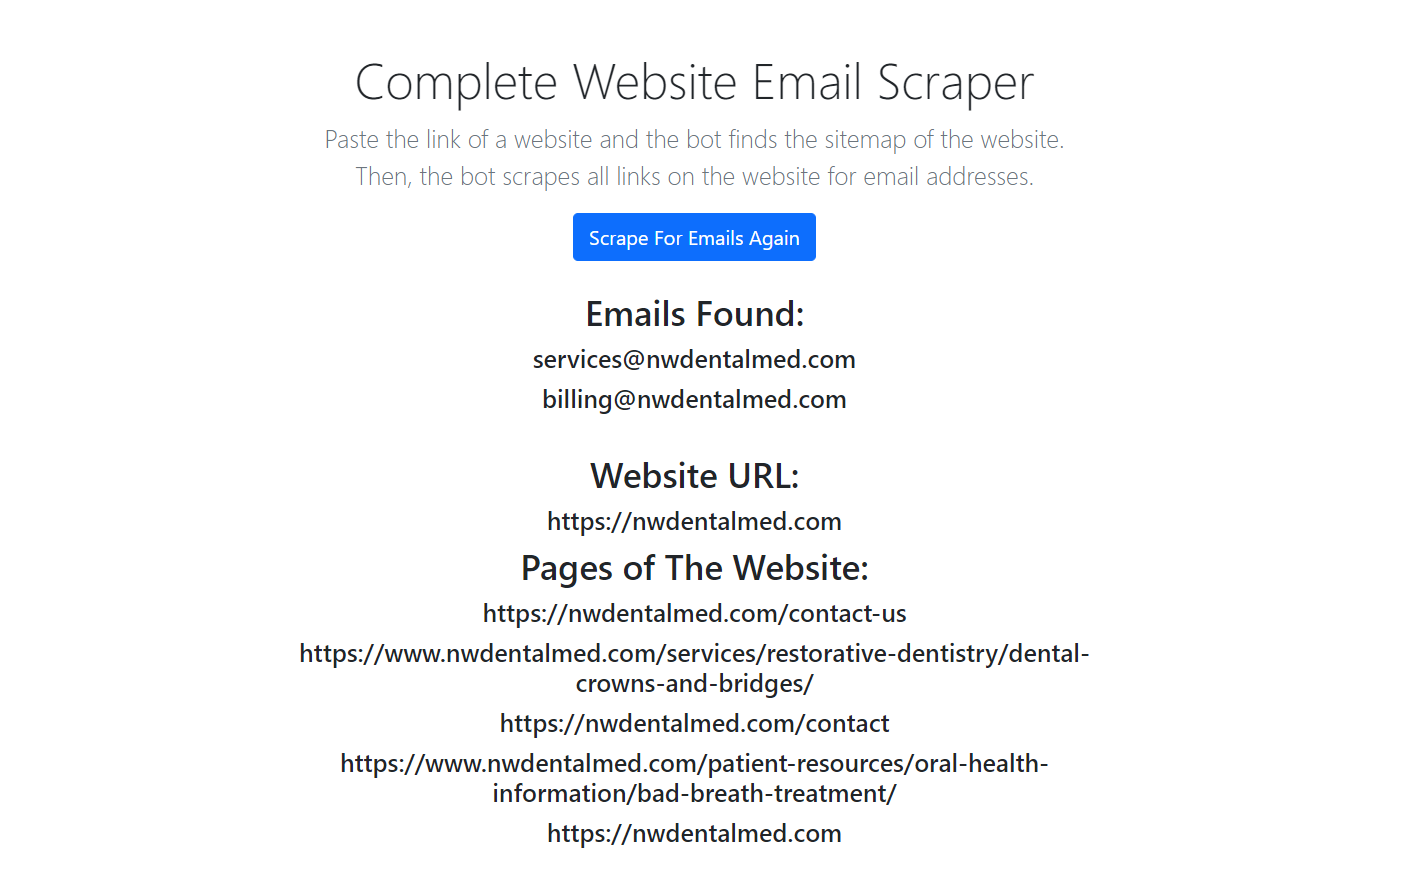 Complete Website Email Scraper
Paste the link of a website and the bot finds the sitemap of the website.
Then, the bot scrapes all links on the website for email addresses.
Scrape For Emails Again
Emails Found:
services@nwdentalmed.com
billing@nwdentalmed.com
Website URL:
https://nwdentalmed.com
Pages of The Website:
https://nwdentalmed.com/contact-us
https://www.nwdentalmed.com/services/restorative-dentistry/dental-
crowns-and-bridges/
https://nwdentalmed.com/contact
https://www.nwdentalmed.com/patient-resources/oral-health-
information/bad-breath-treatment/
https://nwdentalmed.com